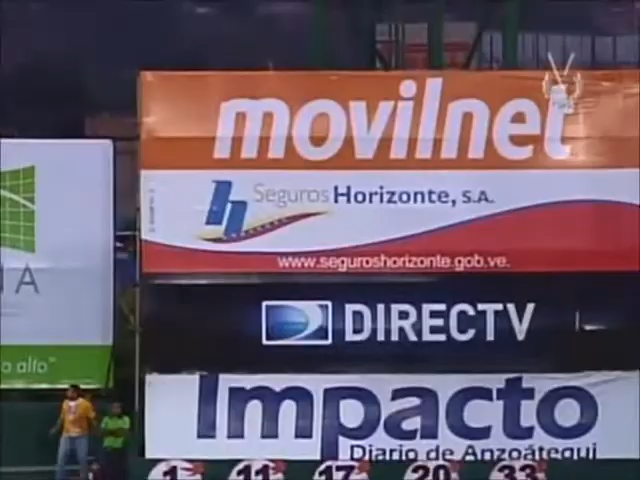 movilnet
Seguros Horizonte, S.A.
www.seguroshorizonte.gob.ve.
DIRECTV
Impacto
Diario de Anzoátegui
1 11 17 20 33
o alto"